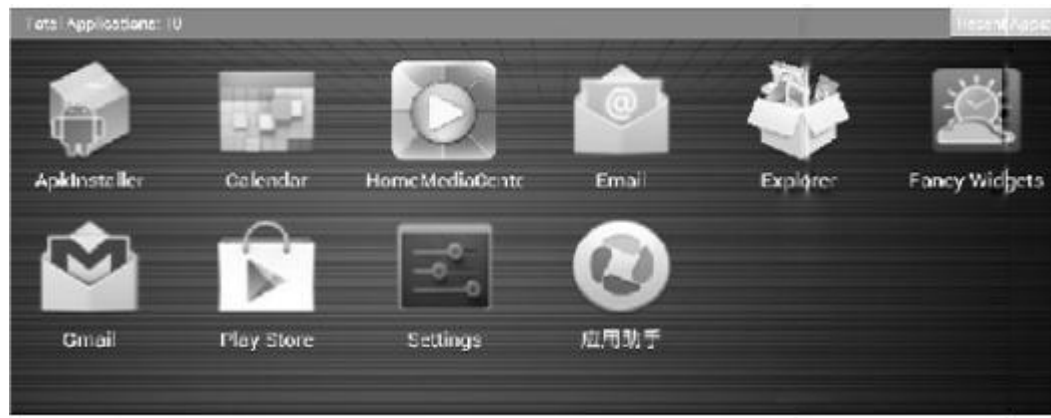 Total Applications: 10
Recent Apps
ApkInstaller
Calendar
HomeMediaCente
Email
Explorer
Fancy Widgets
Gmail
Play Store
Settings
应用助手